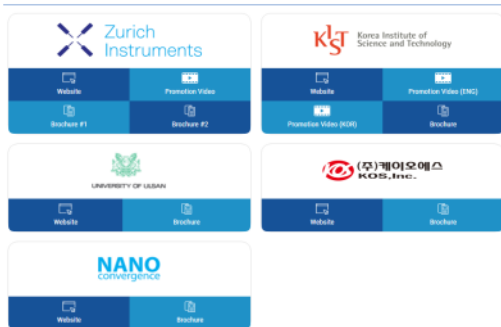 Zurich
Instruments
Website
Promotion Video
Brochure #1
Brochure #2
KIST
Korea Institute of
Science and Technology
Website
Promotion Video (ENG)
Promotion Video (KOR)
Brochure
UNIVERSITY OF ULSAN
Website
Brochure
KOS
(주)케이오에스
KOS,Inc.
Website
Brochure
NANO
convergence
Website
Brochure